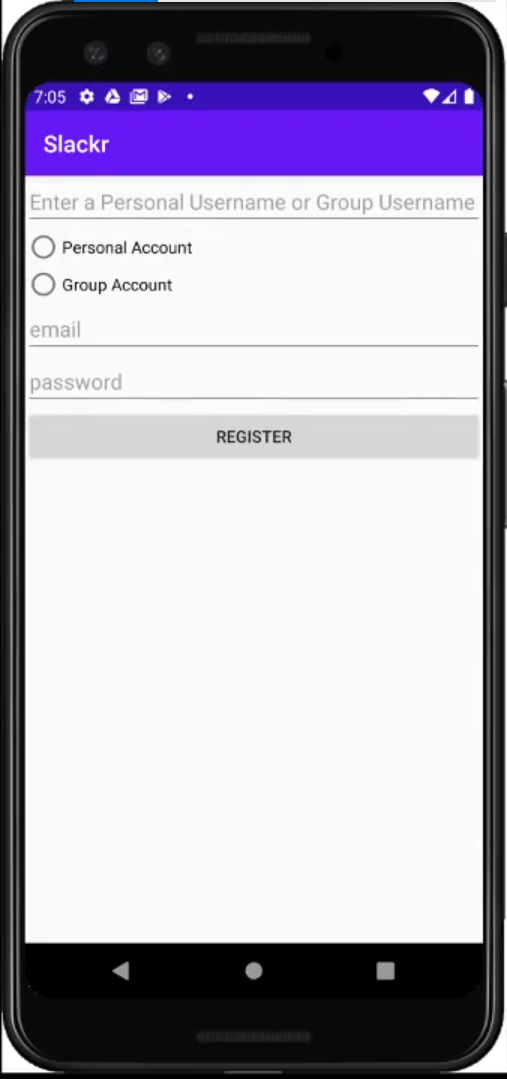 7:05
Slackr
Enter a Personal Username or Group Username
Personal Account
Group Account
email
password
REGISTER